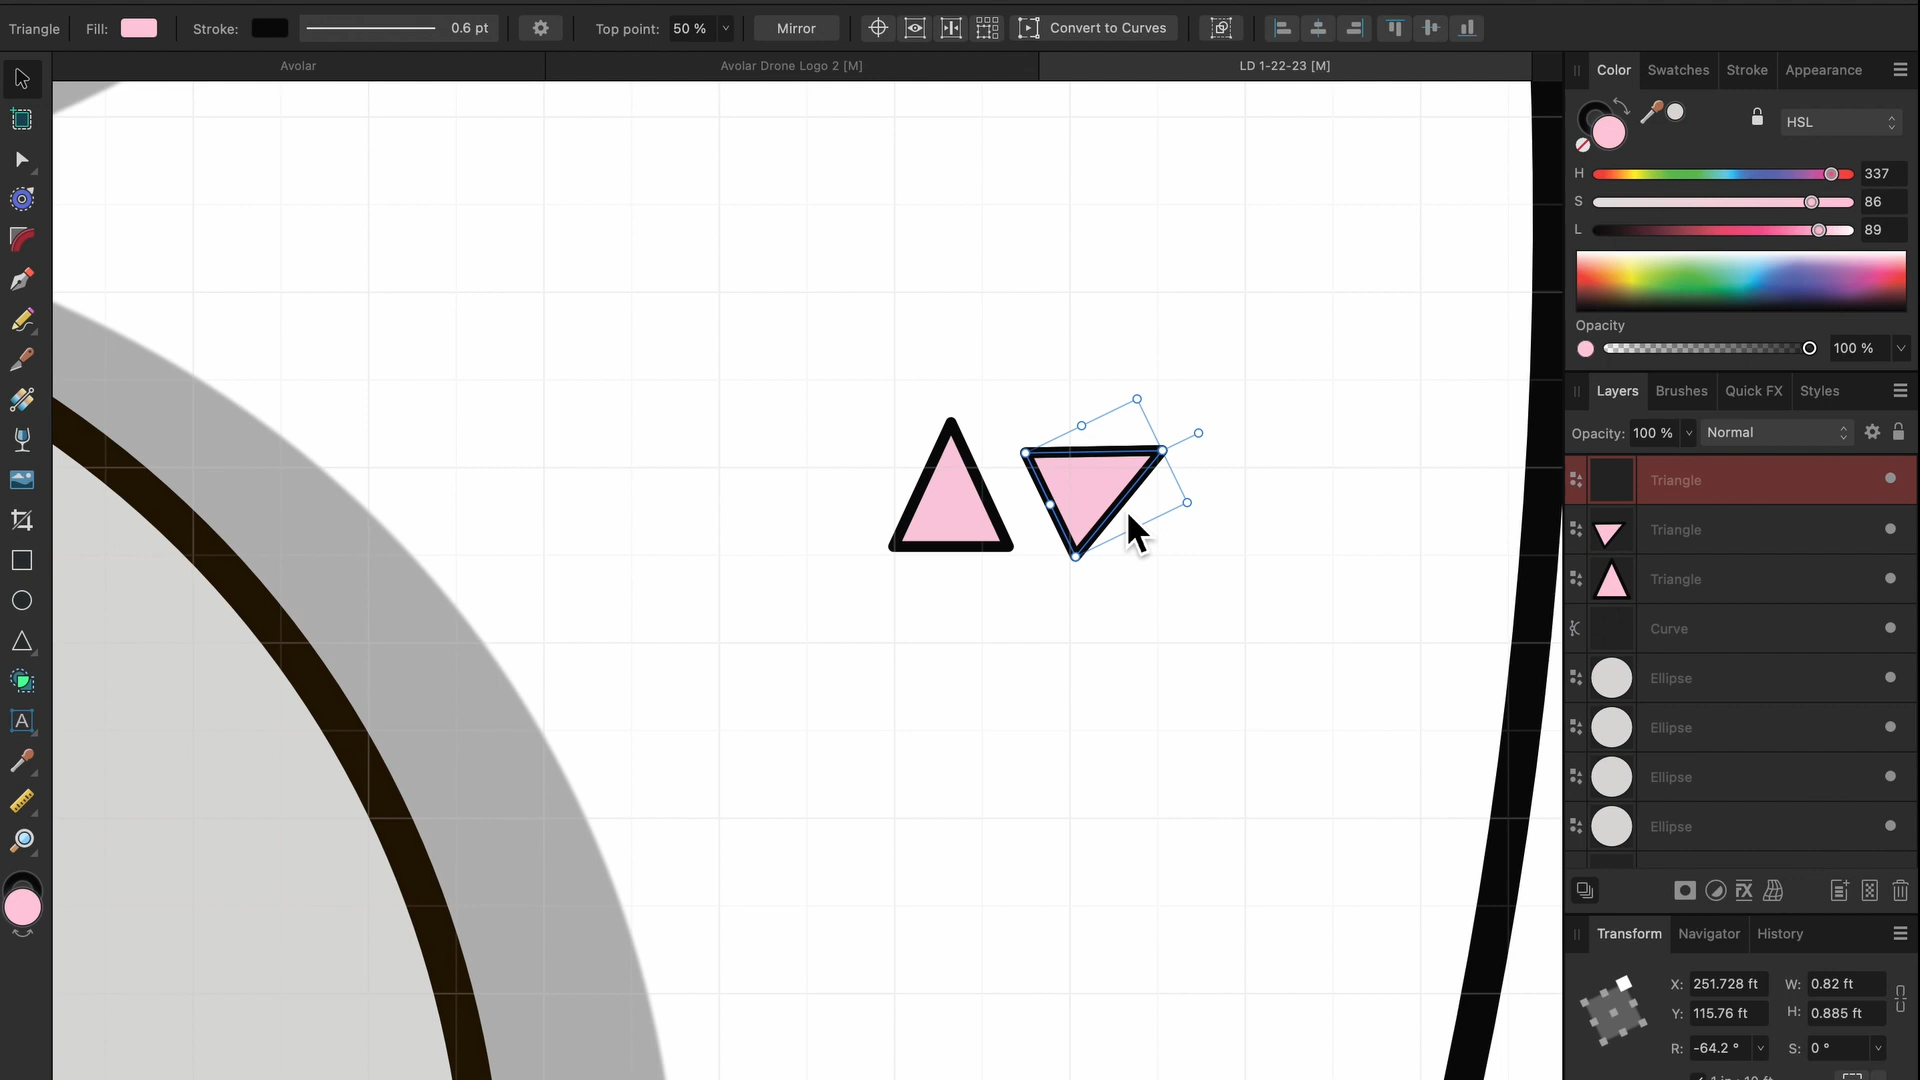 Triangle Fill: Stroke: 0.6 pt Top point: 50 % Mirror Convert to Curves
Avolar Avolar Drone Logo 2 [M] LD 1-22-23 [M]
Color Swatches Stroke Appearance
HSL
H 337
S 86
L 89
Opacity
100 %
Layers Brushes Quick FX Styles
Opacity: 100 % Normal
Triangle
Triangle
Triangle
Curve
Ellipse
Ellipse
Ellipse
Ellipse
FX
Transform Navigator History
X: 251.728 ft W: 0.82 ft
Y: 115.76 ft H: 0.885 ft
R: -64.2 ° S: 0 °
A